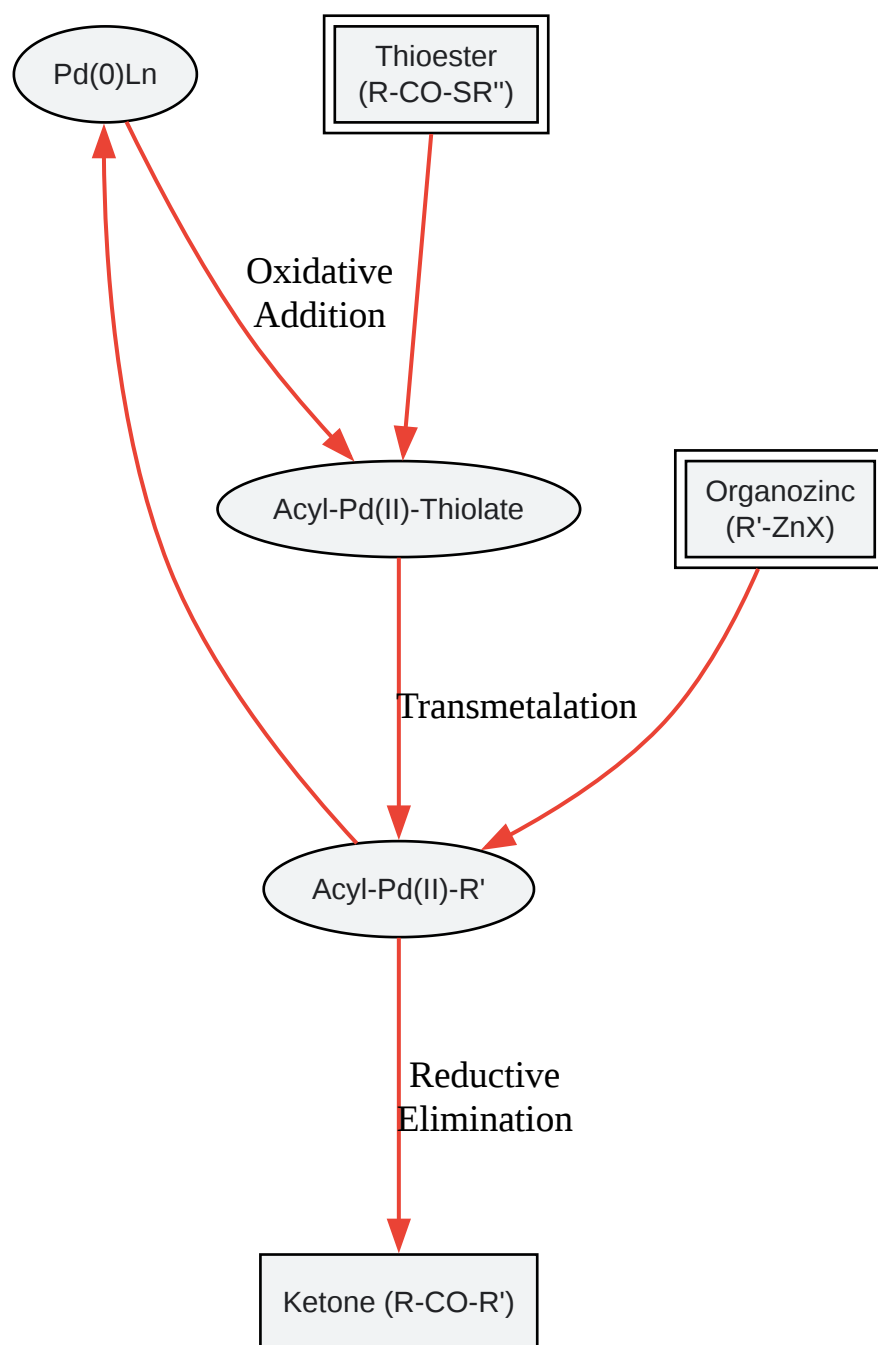 Pd(0)Ln
Thioester
(R-CO-SR")
Oxidative
Addition
Acyl-Pd(II)-Thiolate
Organozinc
(R'-ZnX)
Transmetalation
Acyl-Pd(II)-R'
Reductive
Elimination
Ketone (R-CO-R')